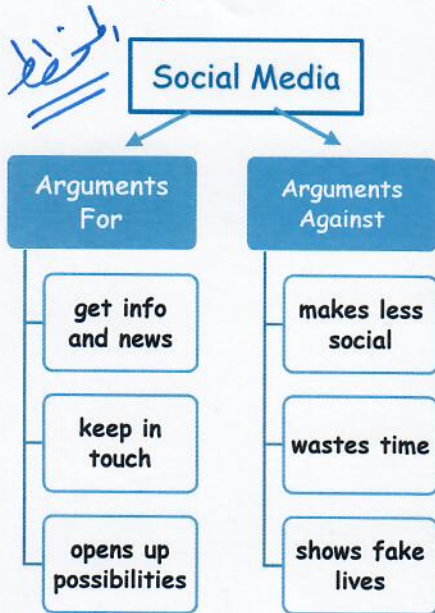 Social Media
Arguments
For
Arguments
Against
get info
and news
makes less
social
keep in
touch
wastes time
opens up
possibilities
shows fake
lives